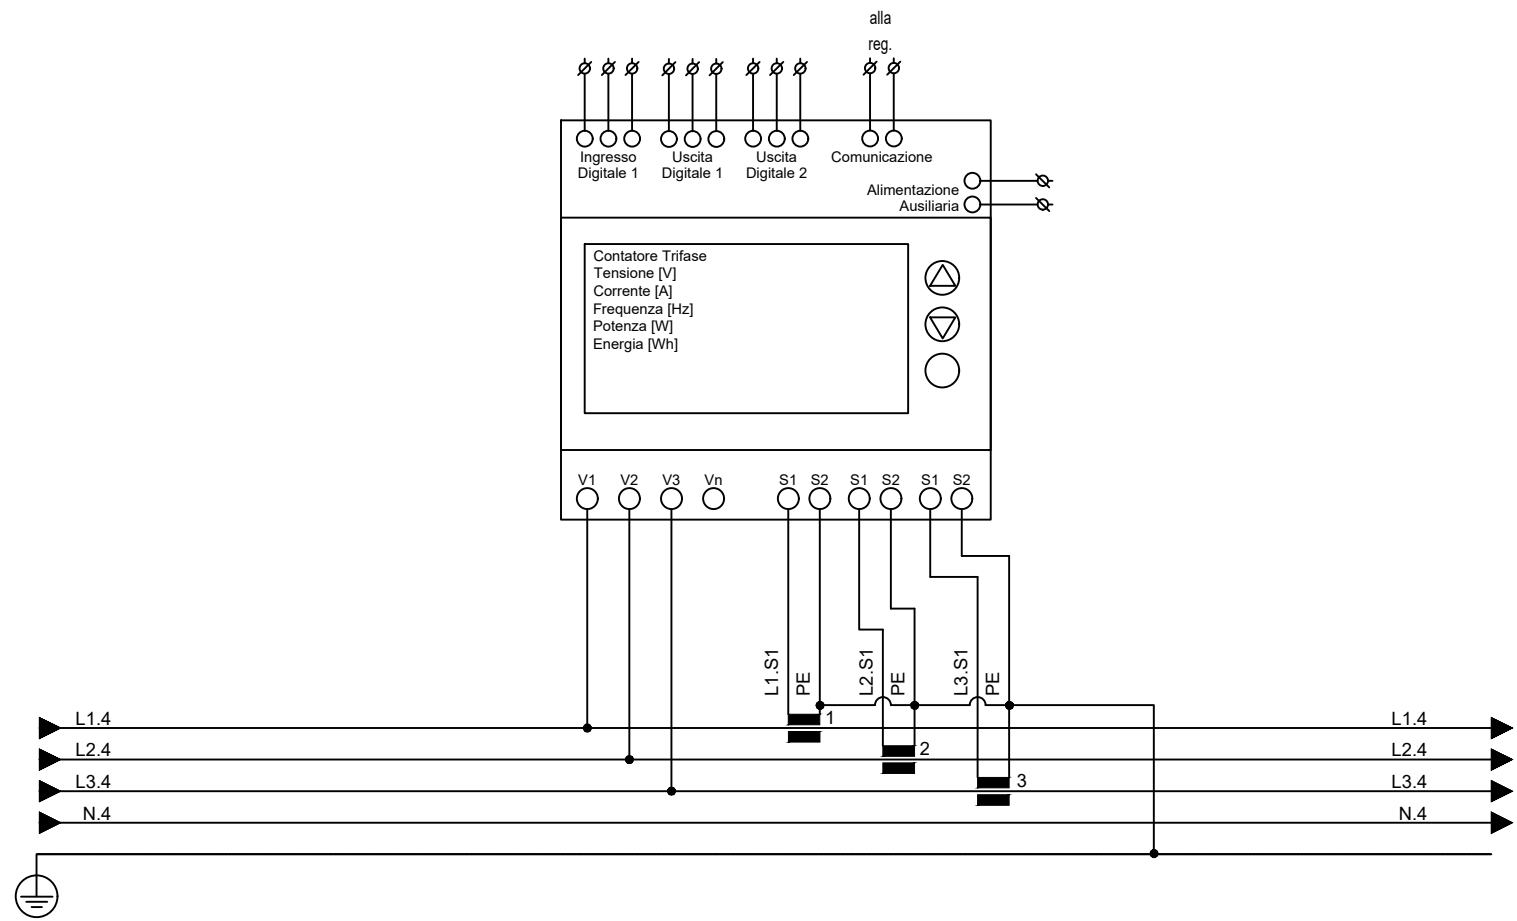 alla
reg.
Ingresso
Digitale 1
Uscita
Digitale 1
Uscita
Digitale 2
Comunicazione
Alimentazione
Ausiliaria
Contatore Trifase
Tensione [V]
Corrente [A]
Frequenza [Hz]
Potenza [W]
Energia [Wh]
V1 V2 V3 Vn S1 S2 S1 S2 S1 S2
L1.S1
PE
L2.S1
PE
L3.S1
PE
L1.4 1 L1.4
L2.4 2 L2.4
L3.4 3 L3.4
N.4 N.4